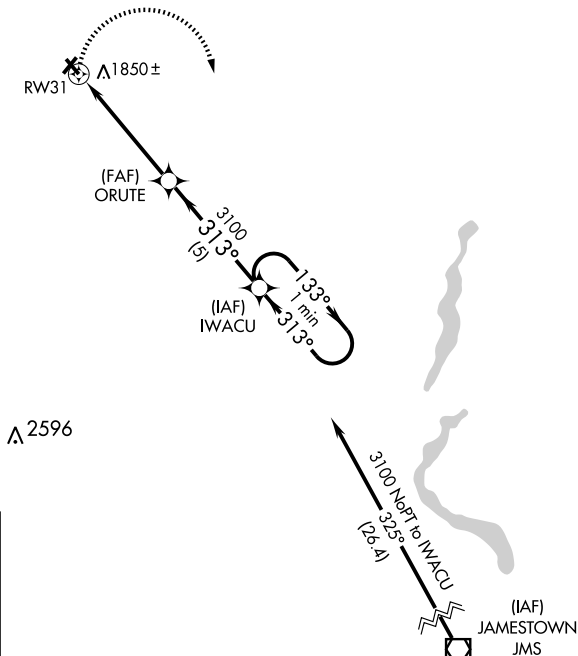 1850±
RW31
(FAF)
ORUTE
3100
313°
(5)
(IAF)
IWACU
133°
1 min
313°
2596
3100 NoPT to IWACU
325°
(26.4)
(IAF)
JAMESTOWN
JMS